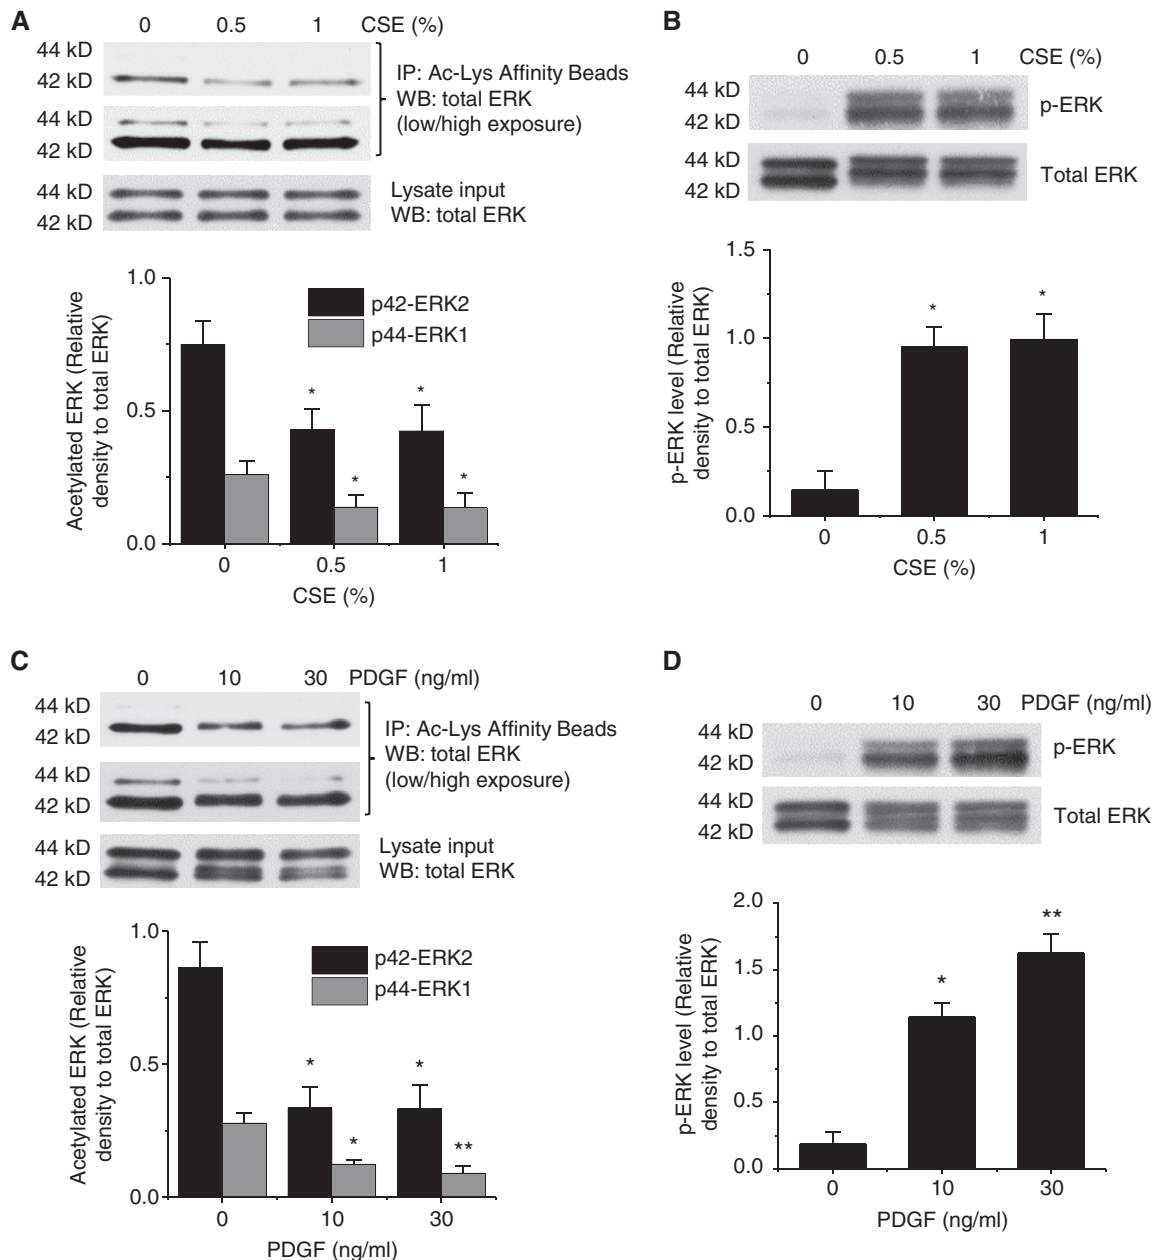 A
0 0.5 1 CSE (%)
44 kD
42 kD
44 kD
42 kD
IP: Ac-Lys Affinity Beads
WB: total ERK
(low/high exposure)
44 kD
42 kD
Lysate input
WB: total ERK
Acetylated ERK (Relative
density to total ERK)
1.0
0.5
0.0
p42-ERK2
p44-ERK1
* *
* *
0 0.5 1
CSE (%)
B
0 0.5 1 CSE (%)
44 kD
42 kD
p-ERK
44 kD
42 kD
Total ERK
p-ERK level (Relative
density to total ERK)
1.5
1.0
0.5
0.0
* *
0 0.5 1
CSE (%)
C
0 10 30 PDGF (ng/ml)
44 kD
42 kD
44 kD
42 kD
IP: Ac-Lys Affinity Beads
WB: total ERK
(low/high exposure)
44 kD
42 kD
Lysate input
WB: total ERK
Acetylated ERK (Relative
density to total ERK)
1.0
0.5
0.0
p42-ERK2
p44-ERK1
* *
* **
0 10 30
PDGF (ng/ml)
D
0 10 30 PDGF (ng/ml)
44 kD
42 kD
p-ERK
44 kD
42 kD
Total ERK
p-ERK level (Relative
density to total ERK)
2.0
1.5
1.0
0.5
0.0
* **
0 10 30
PDGF (ng/ml)